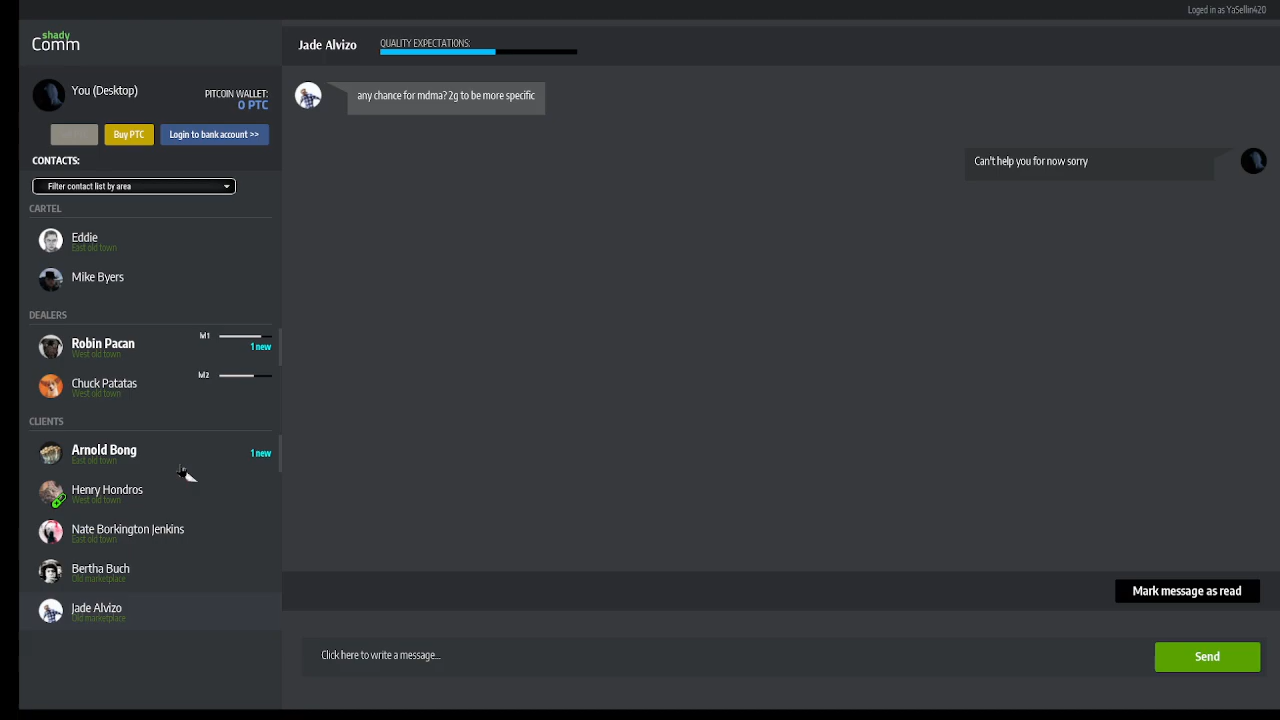 Loged in as YaSellin420
shady
Comm
You (Desktop)
PITCOIN WALLET:
0 PTC
Buy PTC
Login to bank account >>
CONTACTS:
Filter contact list by area
CARTEL
Eddie
East old town
Mike Byers
DEALERS
Robin Pacan
West old town
lvl1
1 new
Chuck Patatas
West old town
lvl2
CLIENTS
Arnold Bong
East old town
1 new
Henry Hondros
West old town
Nate Borkington Jenkins
East old town
Bertha Buch
Old marketplace
Jade Alvizo
Old marketplace
Jade Alvizo
QUALITY EXPECTATIONS:
any chance for mdma? 2g to be more specific
Can't help you for now sorry
Mark message as read
Click here to write a message...
Send